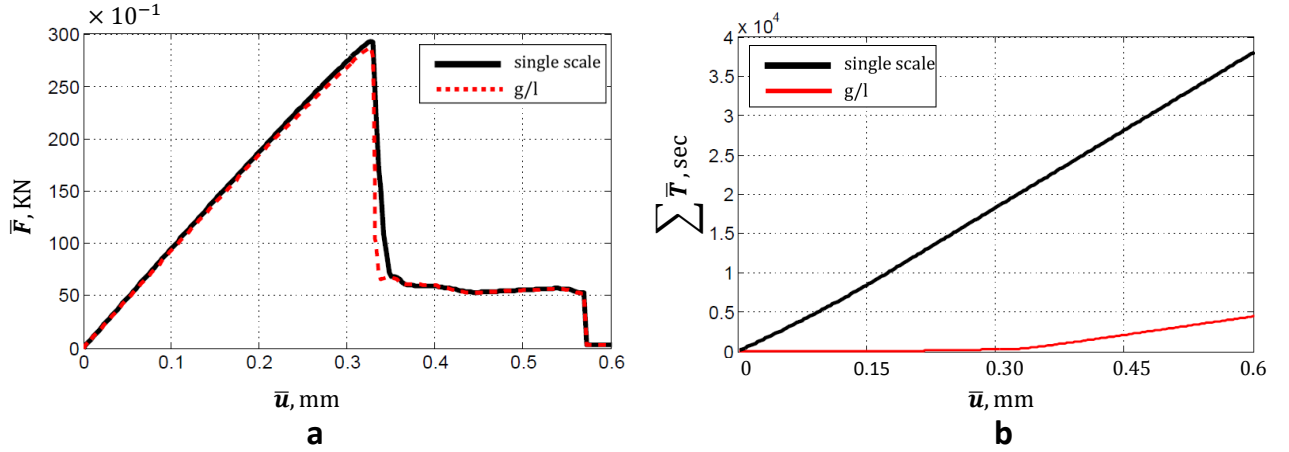 × 10⁻¹
300
250
200
150
100
50
0
F̅, KN
single scale
g/l
0 0.1 0.2 0.3 0.4 0.5 0.6
u̅, mm
a
x 10⁴
4
3.5
3
2.5
2
1.5
1
0.5
0
∑ T̅, sec
single scale
g/l
0 0.15 0.30 0.45 0.6
u̅, mm
b